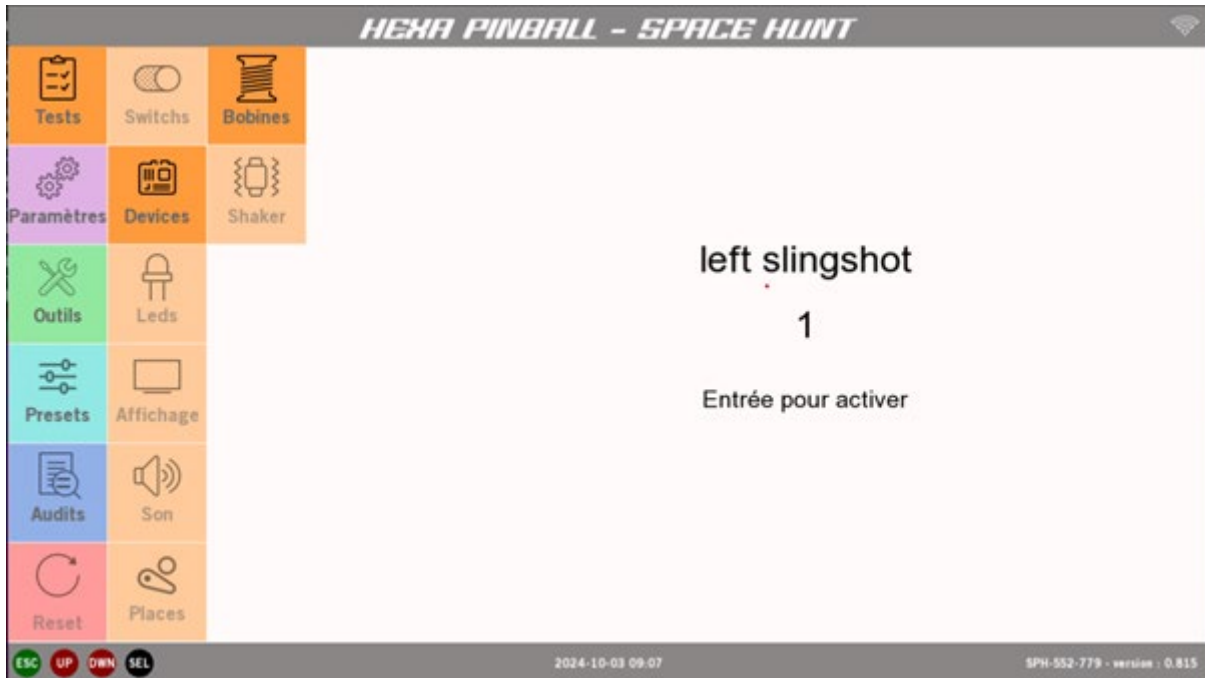 HEXA PINBALL - SPACE HUNT
Tests
Switchs
Bobines
Paramètres
Devices
Shaker
Outils
Leds
Presets
Affichage
Audits
Son
Reset
Places
left slingshot
1
Entrée pour activer
ESC UP DWN SEL
2024-10-03 09:07
SPH-552-779 - version : 0.815